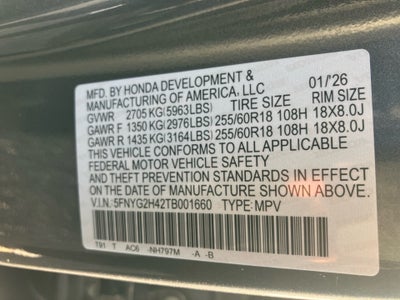 MFD. BY HONDA DEVELOPMENT & 01/'26
MANUFACTURING OF AMERICA, LLC
GVWR 2705 KG(5963LBS) TIRE SIZE RIM SIZE
GAWR F 1350 KG(2976LBS) 255/60R18 108H 18X8.0J
GAWR R 1435 KG(3164LBS) 255/60R18 108H 18X8.0J
THIS VEHICLE CONFORMS TO ALL APPLICABLE
FEDERAL MOTOR VEHICLE SAFETY
AND THEFT PREVENTION STANDARDS IN EFFECT
ON THE DATE OF MANUFACTURE SHOWN ABOVE.
V.I.N.: 5FNYG2H42TB001660 TYPE: MPV
T91 T AC6 -NH797M -A -B